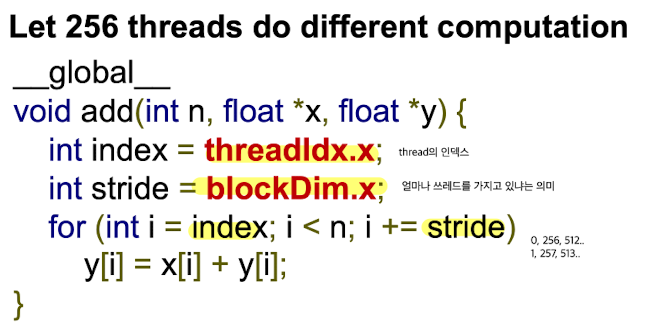 Let 256 threads do different computation
__global__
void add(int n, float *x, float *y) {
int index = threadIdx.x; thread의 인덱스
int stride = blockDim.x; 얼마나 쓰레드를 가지고 있냐는 의미
for (int i = index; i < n; i += stride)
0, 256, 512..
1, 257, 513..
y[i] = x[i] + y[i];
}